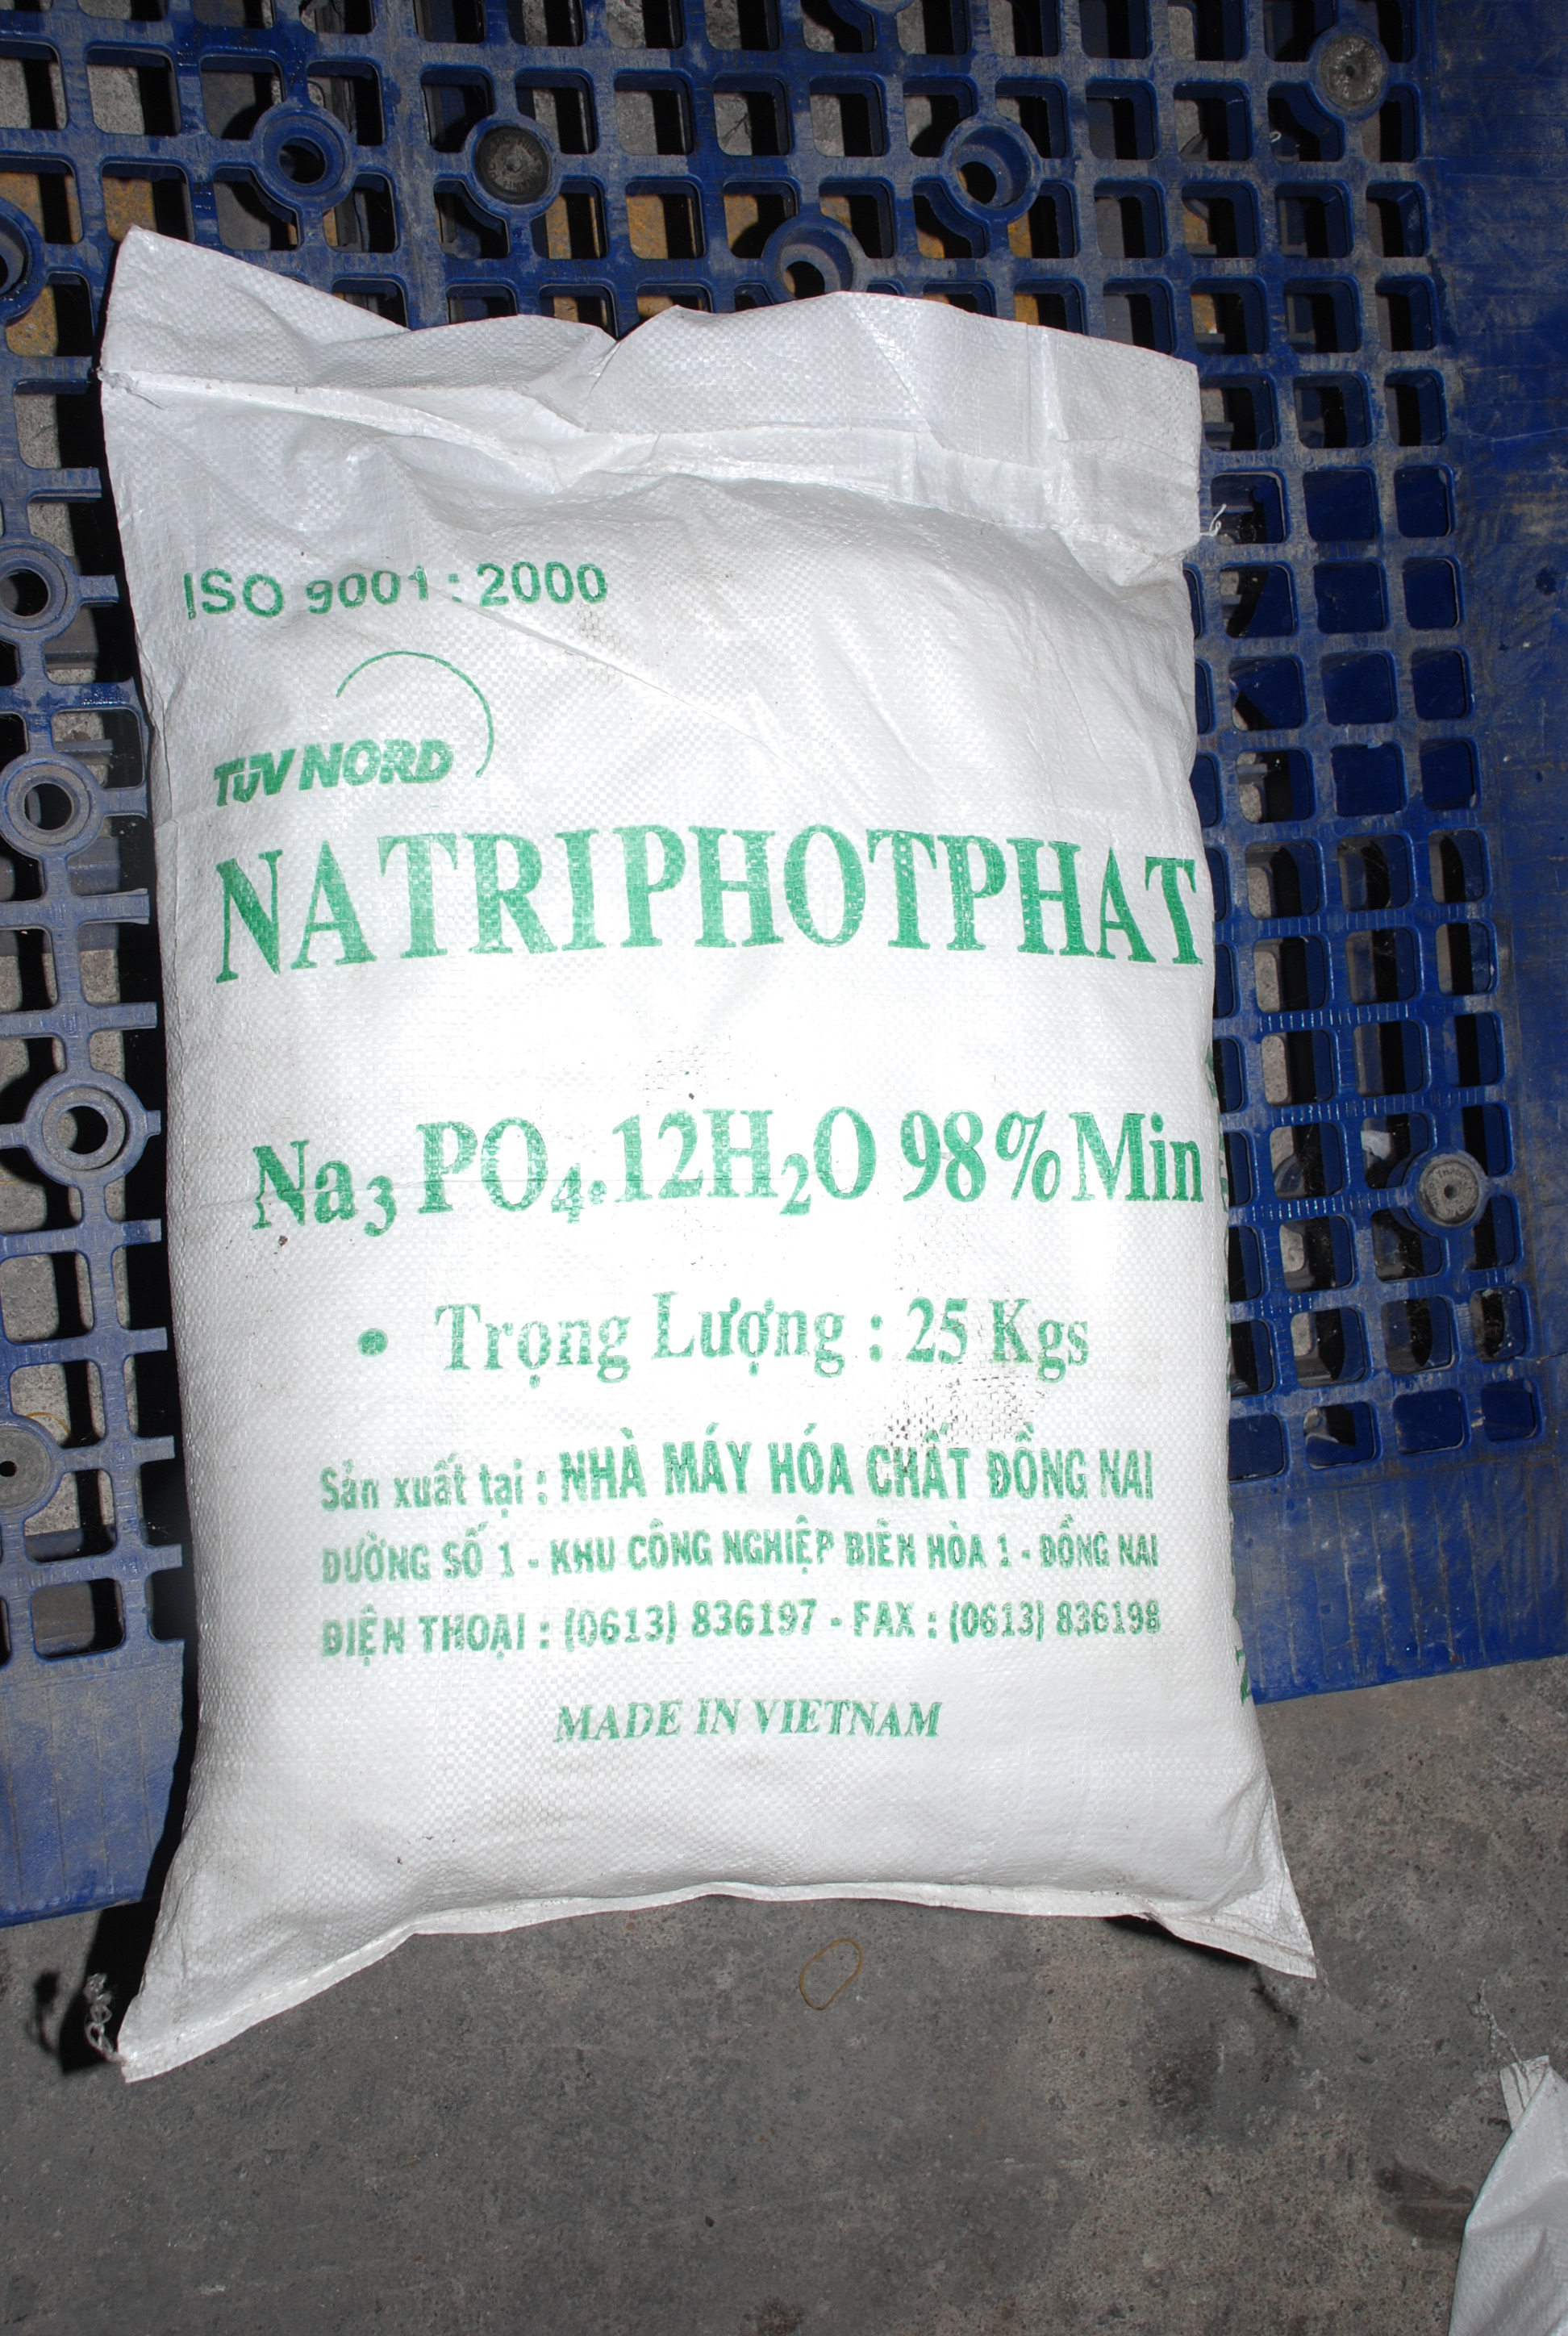 ISO 9001 : 2000
TÜV NORD
NATRIPHOTPHAT
Na₃PO₄.12H₂O 98% Min
• Trọng Lượng : 25 Kgs
Sản xuất tại : NHÀ MÁY HÓA CHẤT ĐỒNG NAI
ĐƯỜNG SỐ 1 - KHU CÔNG NGHIỆP BIÊN HÒA 1 - ĐỒNG NAI
ĐIỆN THOẠI : (0613) 836197 - FAX : (0613) 836198
MADE IN VIETNAM